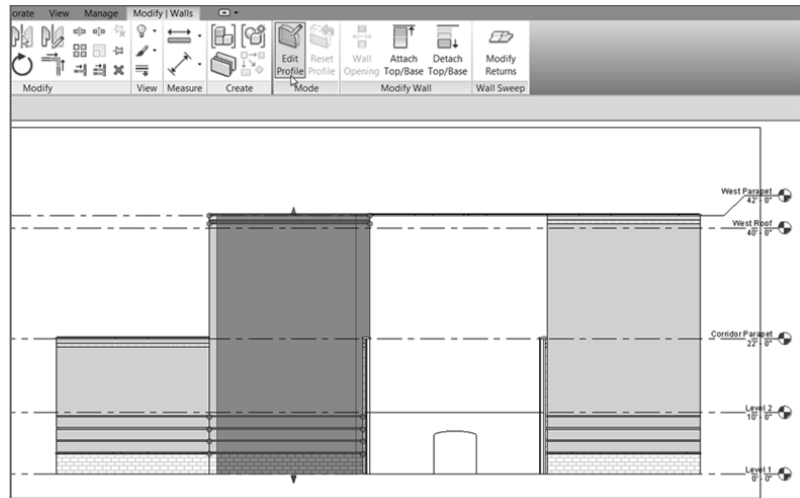 orate View Manage Modify | Walls
Edit Profile
Reset Profile
Wall Opening
Attach Top/Base
Detach Top/Base
Modify Returns
Modify View Measure Create Mode Modify Wall Wall Sweep
West Parapet
42' - 0"
West Roof
40' - 0"
Corridor Parapet
22' - 0"
Level 2
10' - 0"
Level 1
0' - 0"